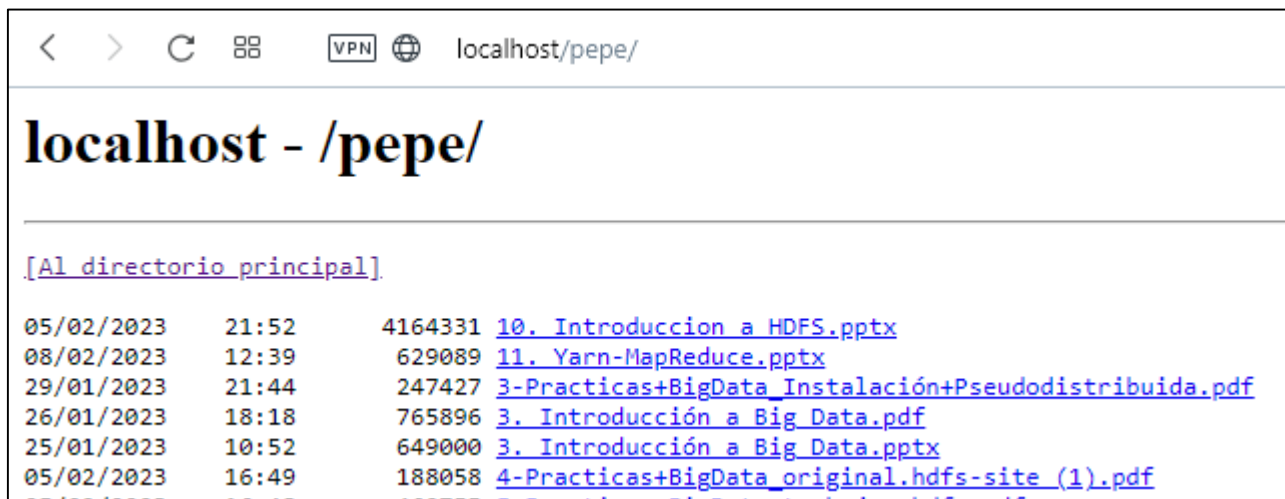 VPN localhost/pepe/
localhost - /pepe/
[Al directorio principal]
05/02/2023 21:52 4164331 10. Introduccion a HDFS.pptx
08/02/2023 12:39 629089 11. Yarn-MapReduce.pptx
29/01/2023 21:44 247427 3-Practicas+BigData_Instalación+Pseudodistribuida.pdf
26/01/2023 18:18 765896 3. Introducción a Big Data.pdf
25/01/2023 10:52 649000 3. Introducción a Big Data.pptx
05/02/2023 16:49 188058 4-Practicas+BigData_original.hdfs-site (1).pdf